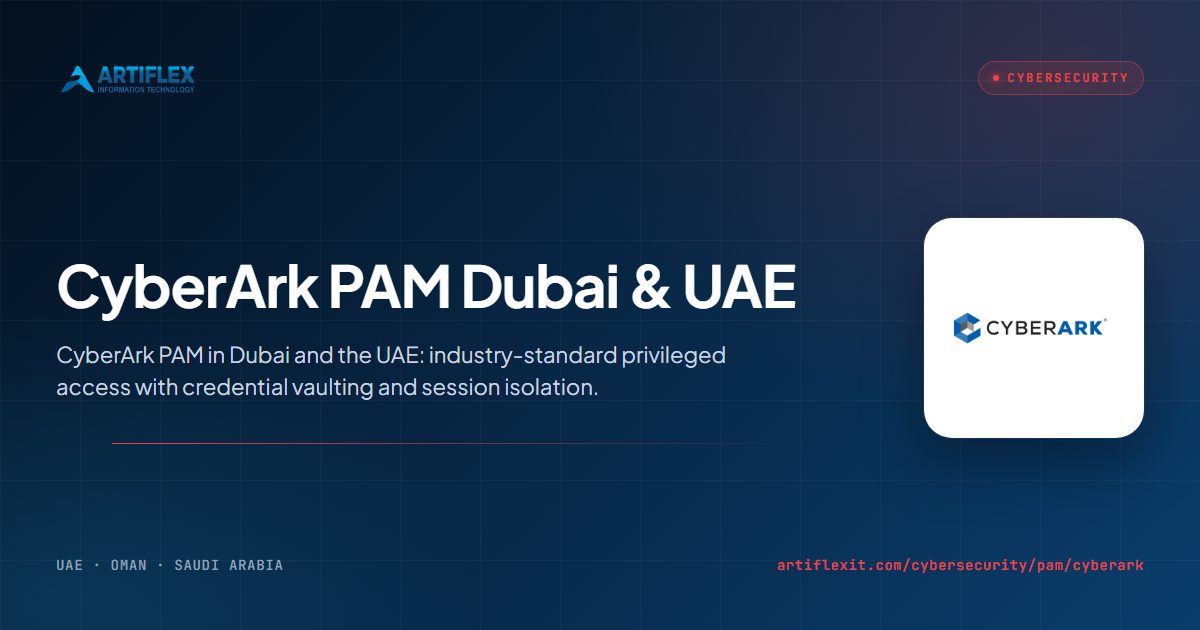 ARTIFLEX
INFORMATION TECHNOLOGY
CYBERSECURITY
CyberArk PAM Dubai & UAE
CyberArk PAM in Dubai and the UAE: industry-standard privileged
access with credential vaulting and session isolation.
CYBERARK®
UAE · OMAN · SAUDI ARABIA
artiflexit.com/cybersecurity/pam/cyberark